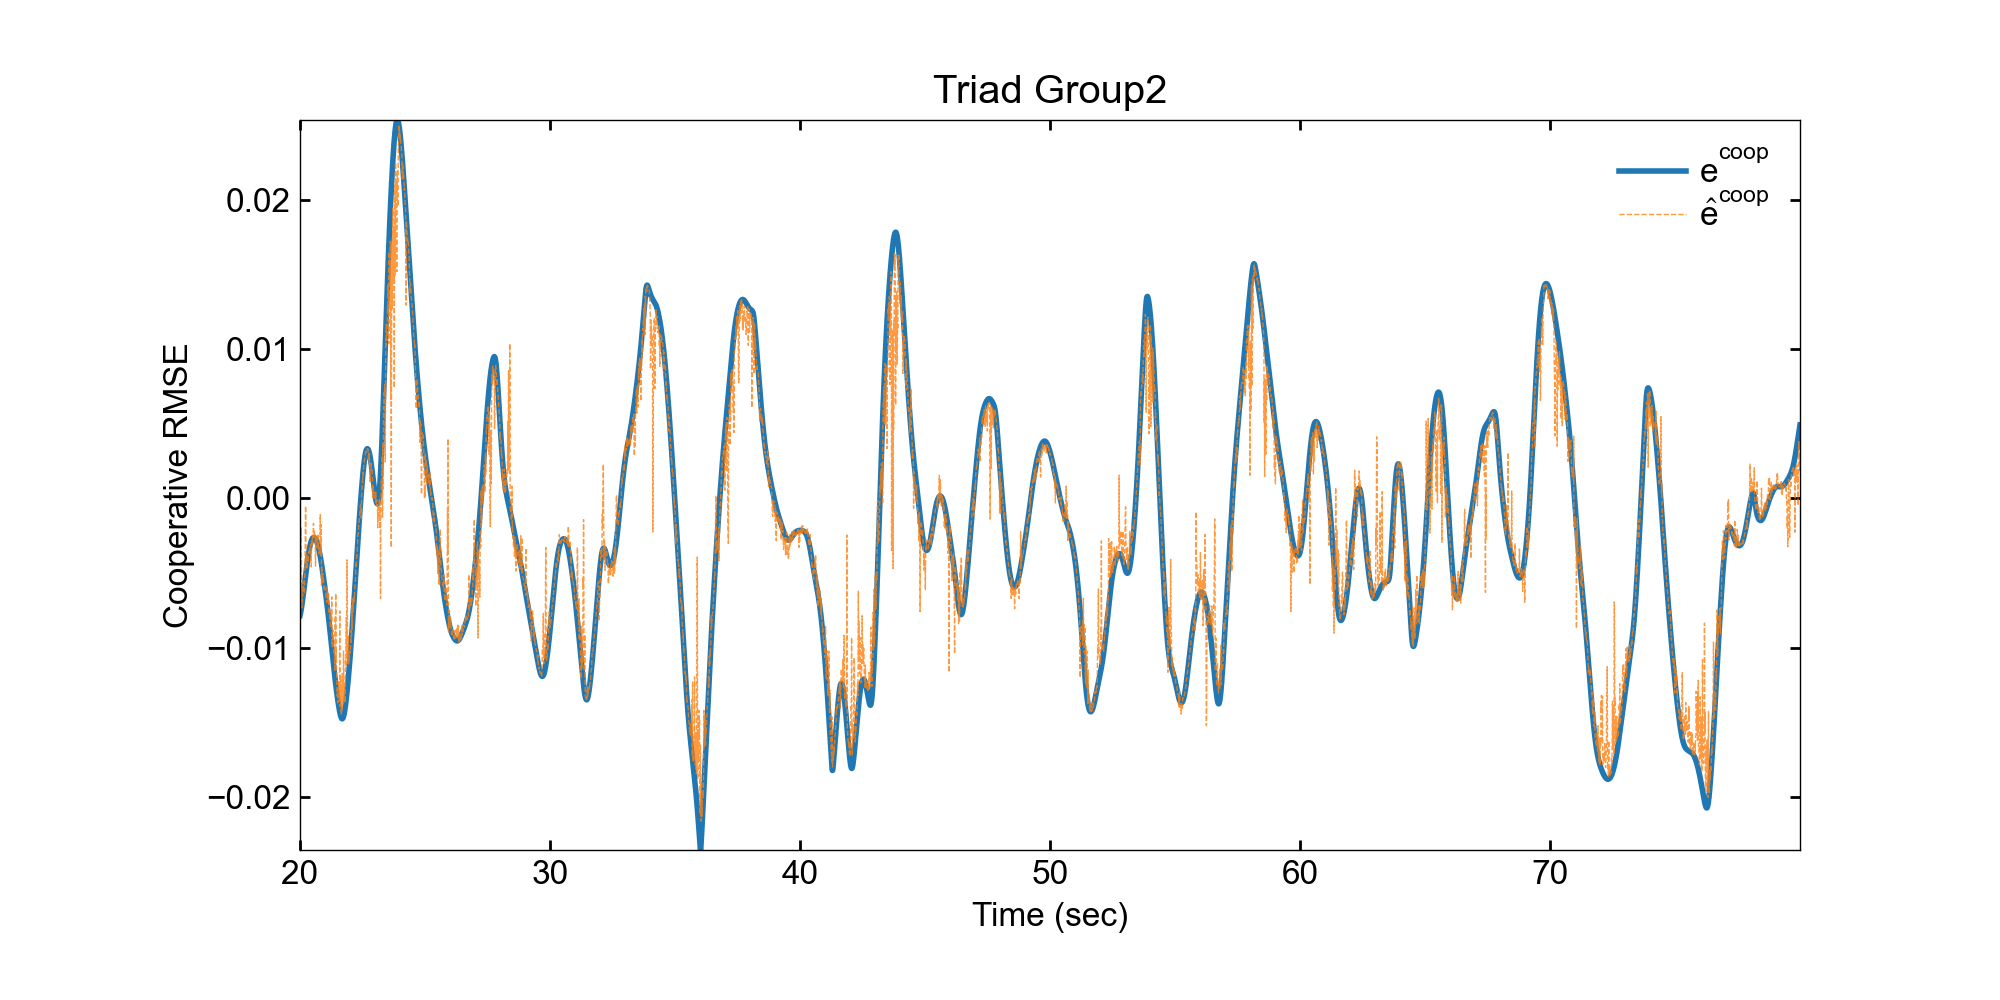 Triad Group2
Cooperative RMSE
0.02
0.01
0.00
−0.01
−0.02
e^coop
ê^coop
20 30 40 50 60 70
Time (sec)